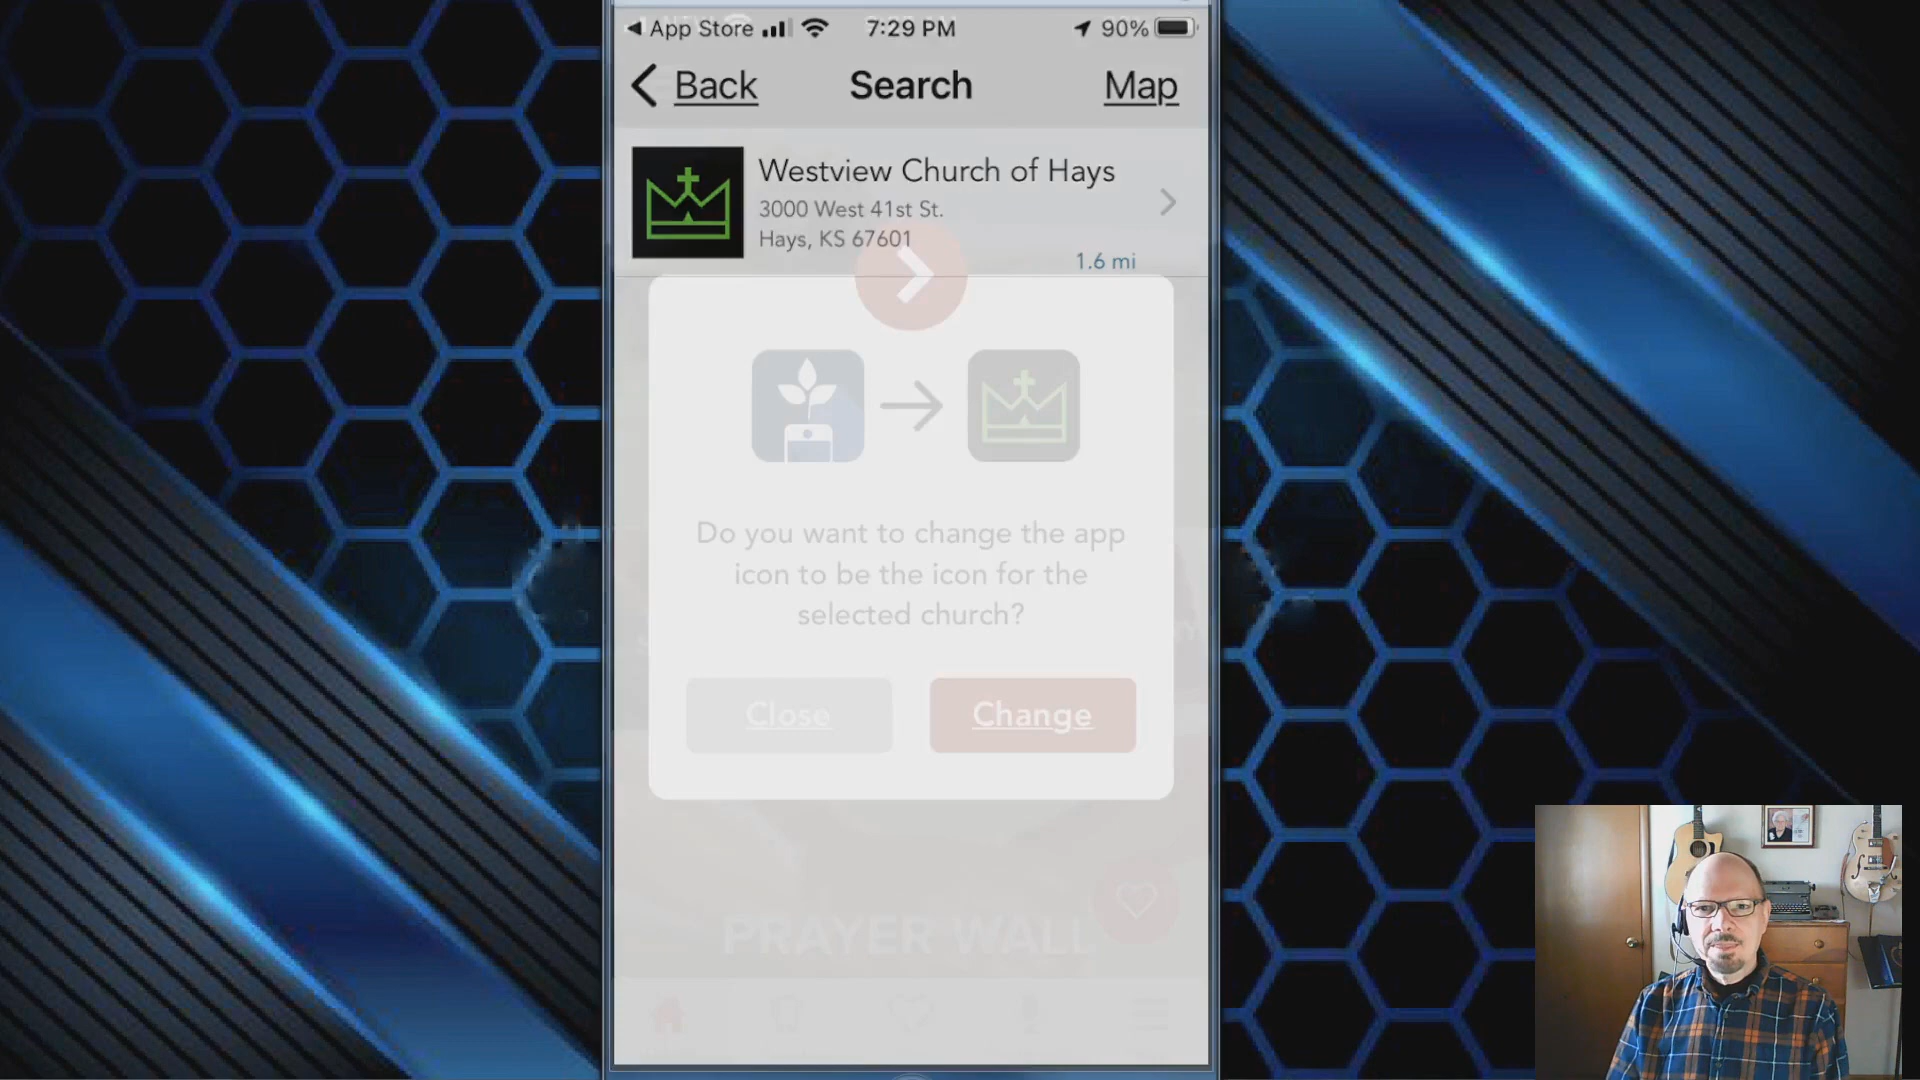 App Store 7:29 PM 90%
Back Search Map
Westview Church of Hays
3000 West 41st St.
Hays, KS 67601
1.6 mi
Do you want to change the app
icon to be the icon for the
selected church?
Close Change
PRAYER WALL